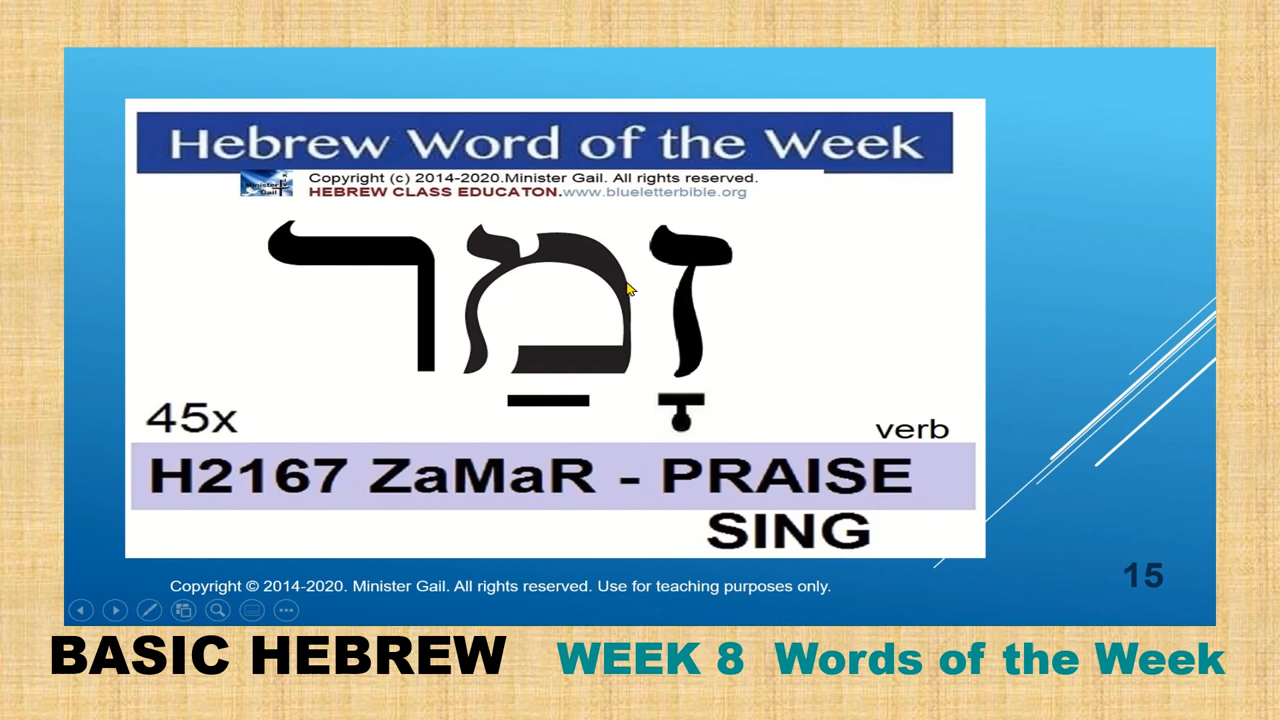 Hebrew Word of the Week
Copyright (c) 2014-2020.Minister Gail. All rights reserved.
Minister Gail
HEBREW CLASS EDUCATON.www.blueletterbible.org
זָמַר
45x
verb
H2167 ZaMaR - PRAISE
SING
Copyright © 2014-2020. Minister Gail. All rights reserved. Use for teaching purposes only.
15
BASIC HEBREW WEEK 8 Words of the Week